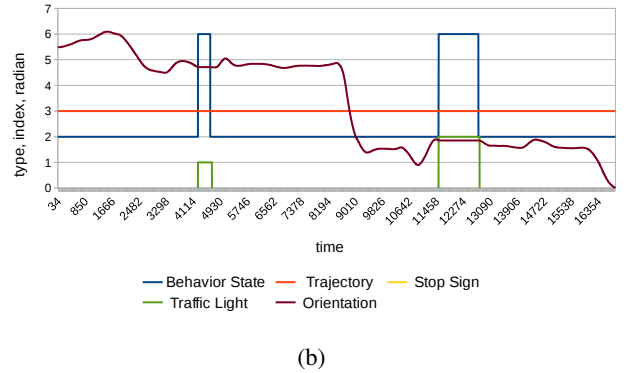 7
6
5
4
3
2
1
0
type, index, radian
34 850 1666 2482 3298 4114 4930 5746 6562 7378 8194 9010 9826 10642 11458 12274 13090 13906 14722 15538 16354
time
Behavior State Trajectory Stop Sign
Traffic Light Orientation
(b)